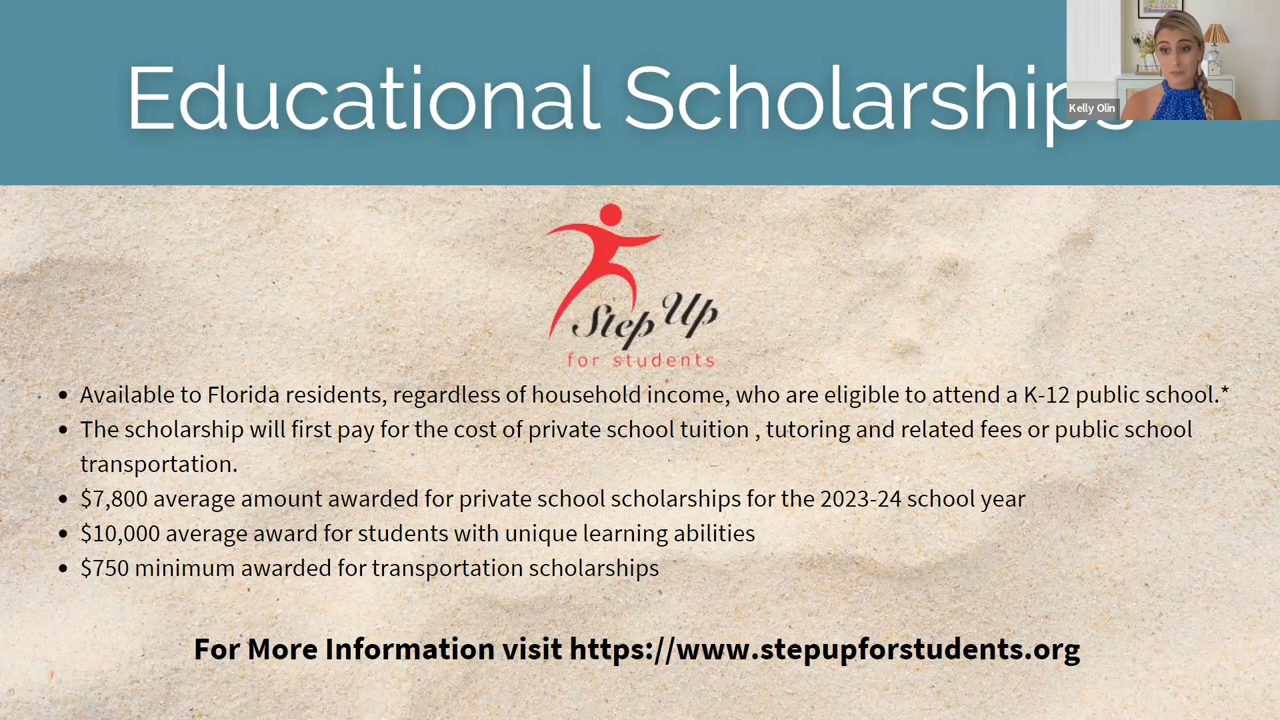 Educational Scholarships
Kelly Olin
Step Up
for students
• Available to Florida residents, regardless of household income, who are eligible to attend a K-12 public school.*
• The scholarship will first pay for the cost of private school tuition , tutoring and related fees or public school
transportation.
• $7,800 average amount awarded for private school scholarships for the 2023-24 school year
• $10,000 average award for students with unique learning abilities
• $750 minimum awarded for transportation scholarships
For More Information visit https://www.stepupforstudents.org